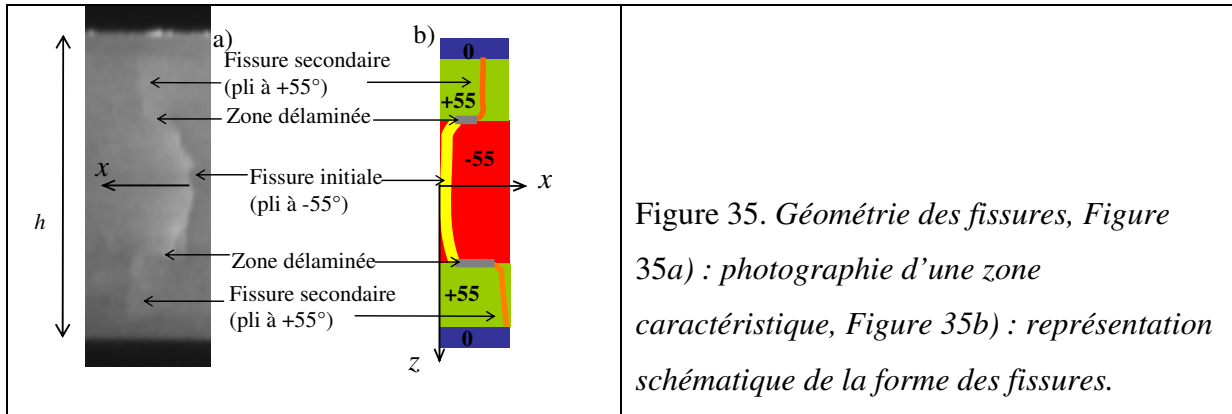 a)
b)
Fissure secondaire
(pli à +55°)
Zone délaminée
Fissure initiale
(pli à -55°)
Zone délaminée
Fissure secondaire
(pli à +55°)
h
x
0
+55
-55
x
+55
0
z
Figure 35. Géométrie des fissures, Figure
35a) : photographie d’une zone
caractéristique, Figure 35b) : représentation
schématique de la forme des fissures.